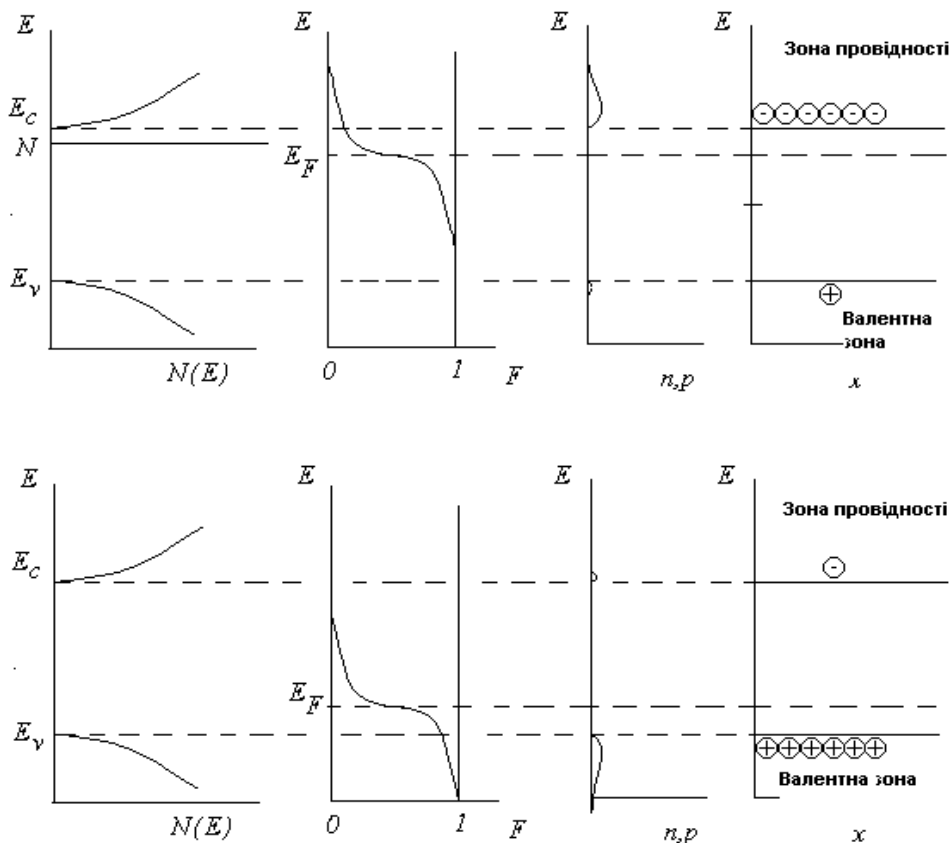 E E E E
Зона провідності
E_C
N
E_F
E_V
Валентна
зона
0 1 F
N(E) n,p x
E E E E
Зона провідності
E_C
E_F
E_V
Валентна зона
0 1 F
N(E) n,p x